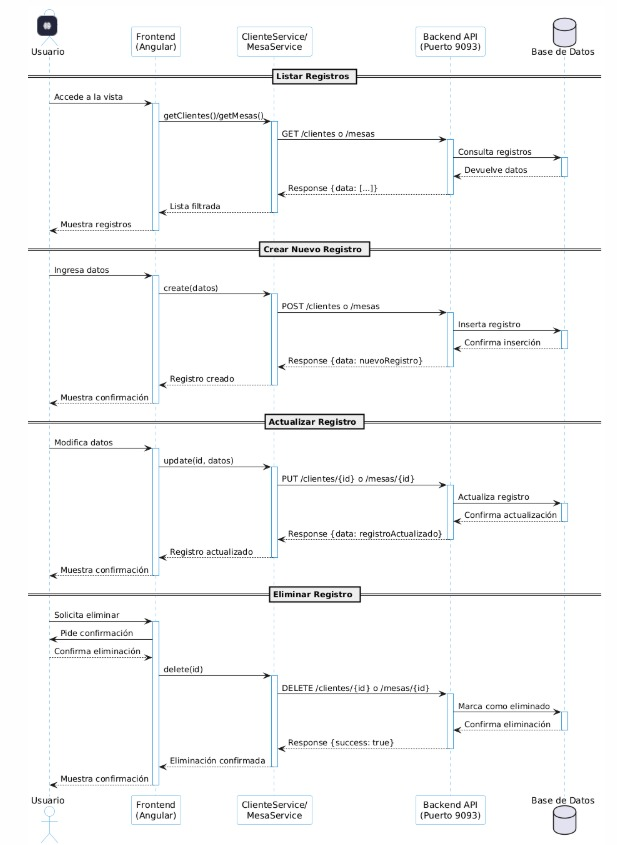 Usuario
Frontend
(Angular)
ClienteService/
MesaService
Backend API
(Puerto 9093)
Base de Datos
Listar Registros
Accede a la vista
getClientes()/getMesas()
GET /clientes o /mesas
Consulta registros
Devuelve datos
Response {data: [...]}
Lista filtrada
Muestra registros
Crear Nuevo Registro
Ingresa datos
create(datos)
POST /clientes o /mesas
Inserta registro
Confirma inserción
Response {data: nuevoRegistro}
Registro creado
Muestra confirmación
Actualizar Registro
Modifica datos
update(id, datos)
PUT /clientes/{id} o /mesas/{id}
Actualiza registro
Confirma actualización
Response {data: registroActualizado}
Registro actualizado
Muestra confirmación
Eliminar Registro
Solicita eliminar
Pide confirmación
Confirma eliminación
delete(id)
DELETE /clientes/{id} o /mesas/{id}
Marca como eliminado
Confirma eliminación
Response {success: true}
Eliminación confirmada
Muestra confirmación
Usuario
Frontend
(Angular)
ClienteService/
MesaService
Backend API
(Puerto 9093)
Base de Datos